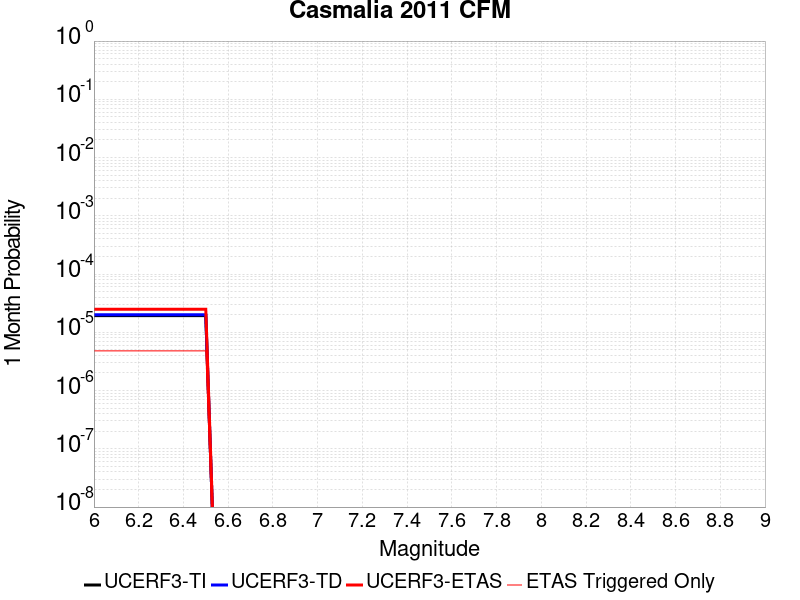 Casmalia 2011 CFM
1 Month Probability
10^0
10^-1
10^-2
10^-3
10^-4
10^-5
10^-6
10^-7
10^-8
6 6.2 6.4 6.6 6.8 7 7.2 7.4 7.6 7.8 8 8.2 8.4 8.6 8.8 9
Magnitude
UCERF3-TI UCERF3-TD UCERF3-ETAS ETAS Triggered Only